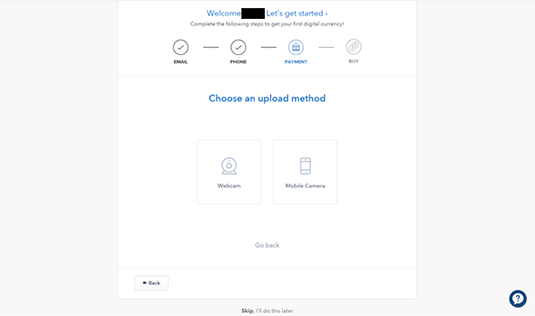 Welcome Let's get started ›
Complete the following steps to get your first digital currency!
EMAIL PHONE PAYMENT BUY
Choose an upload method
Webcam Mobile Camera
Go back
Back
Skip, I'll do this later
?